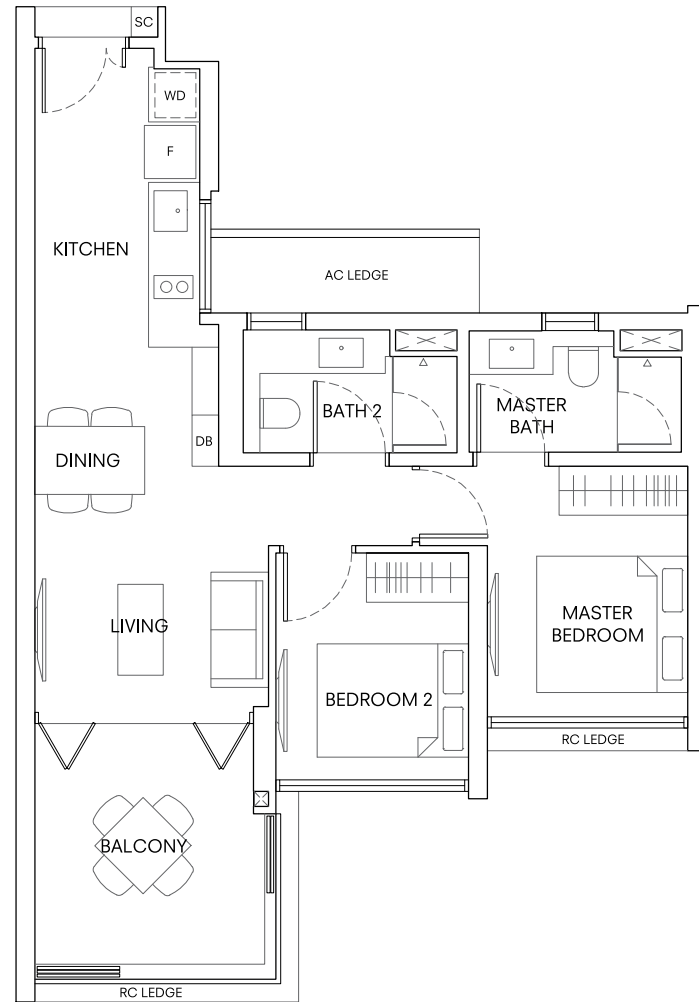 SC
WD
F
KITCHEN
AC LEDGE
BATH 2
MASTER
BATH
DINING
DB
LIVING
MASTER
BEDROOM
BEDROOM 2
RC LEDGE
BALCONY
RC LEDGE